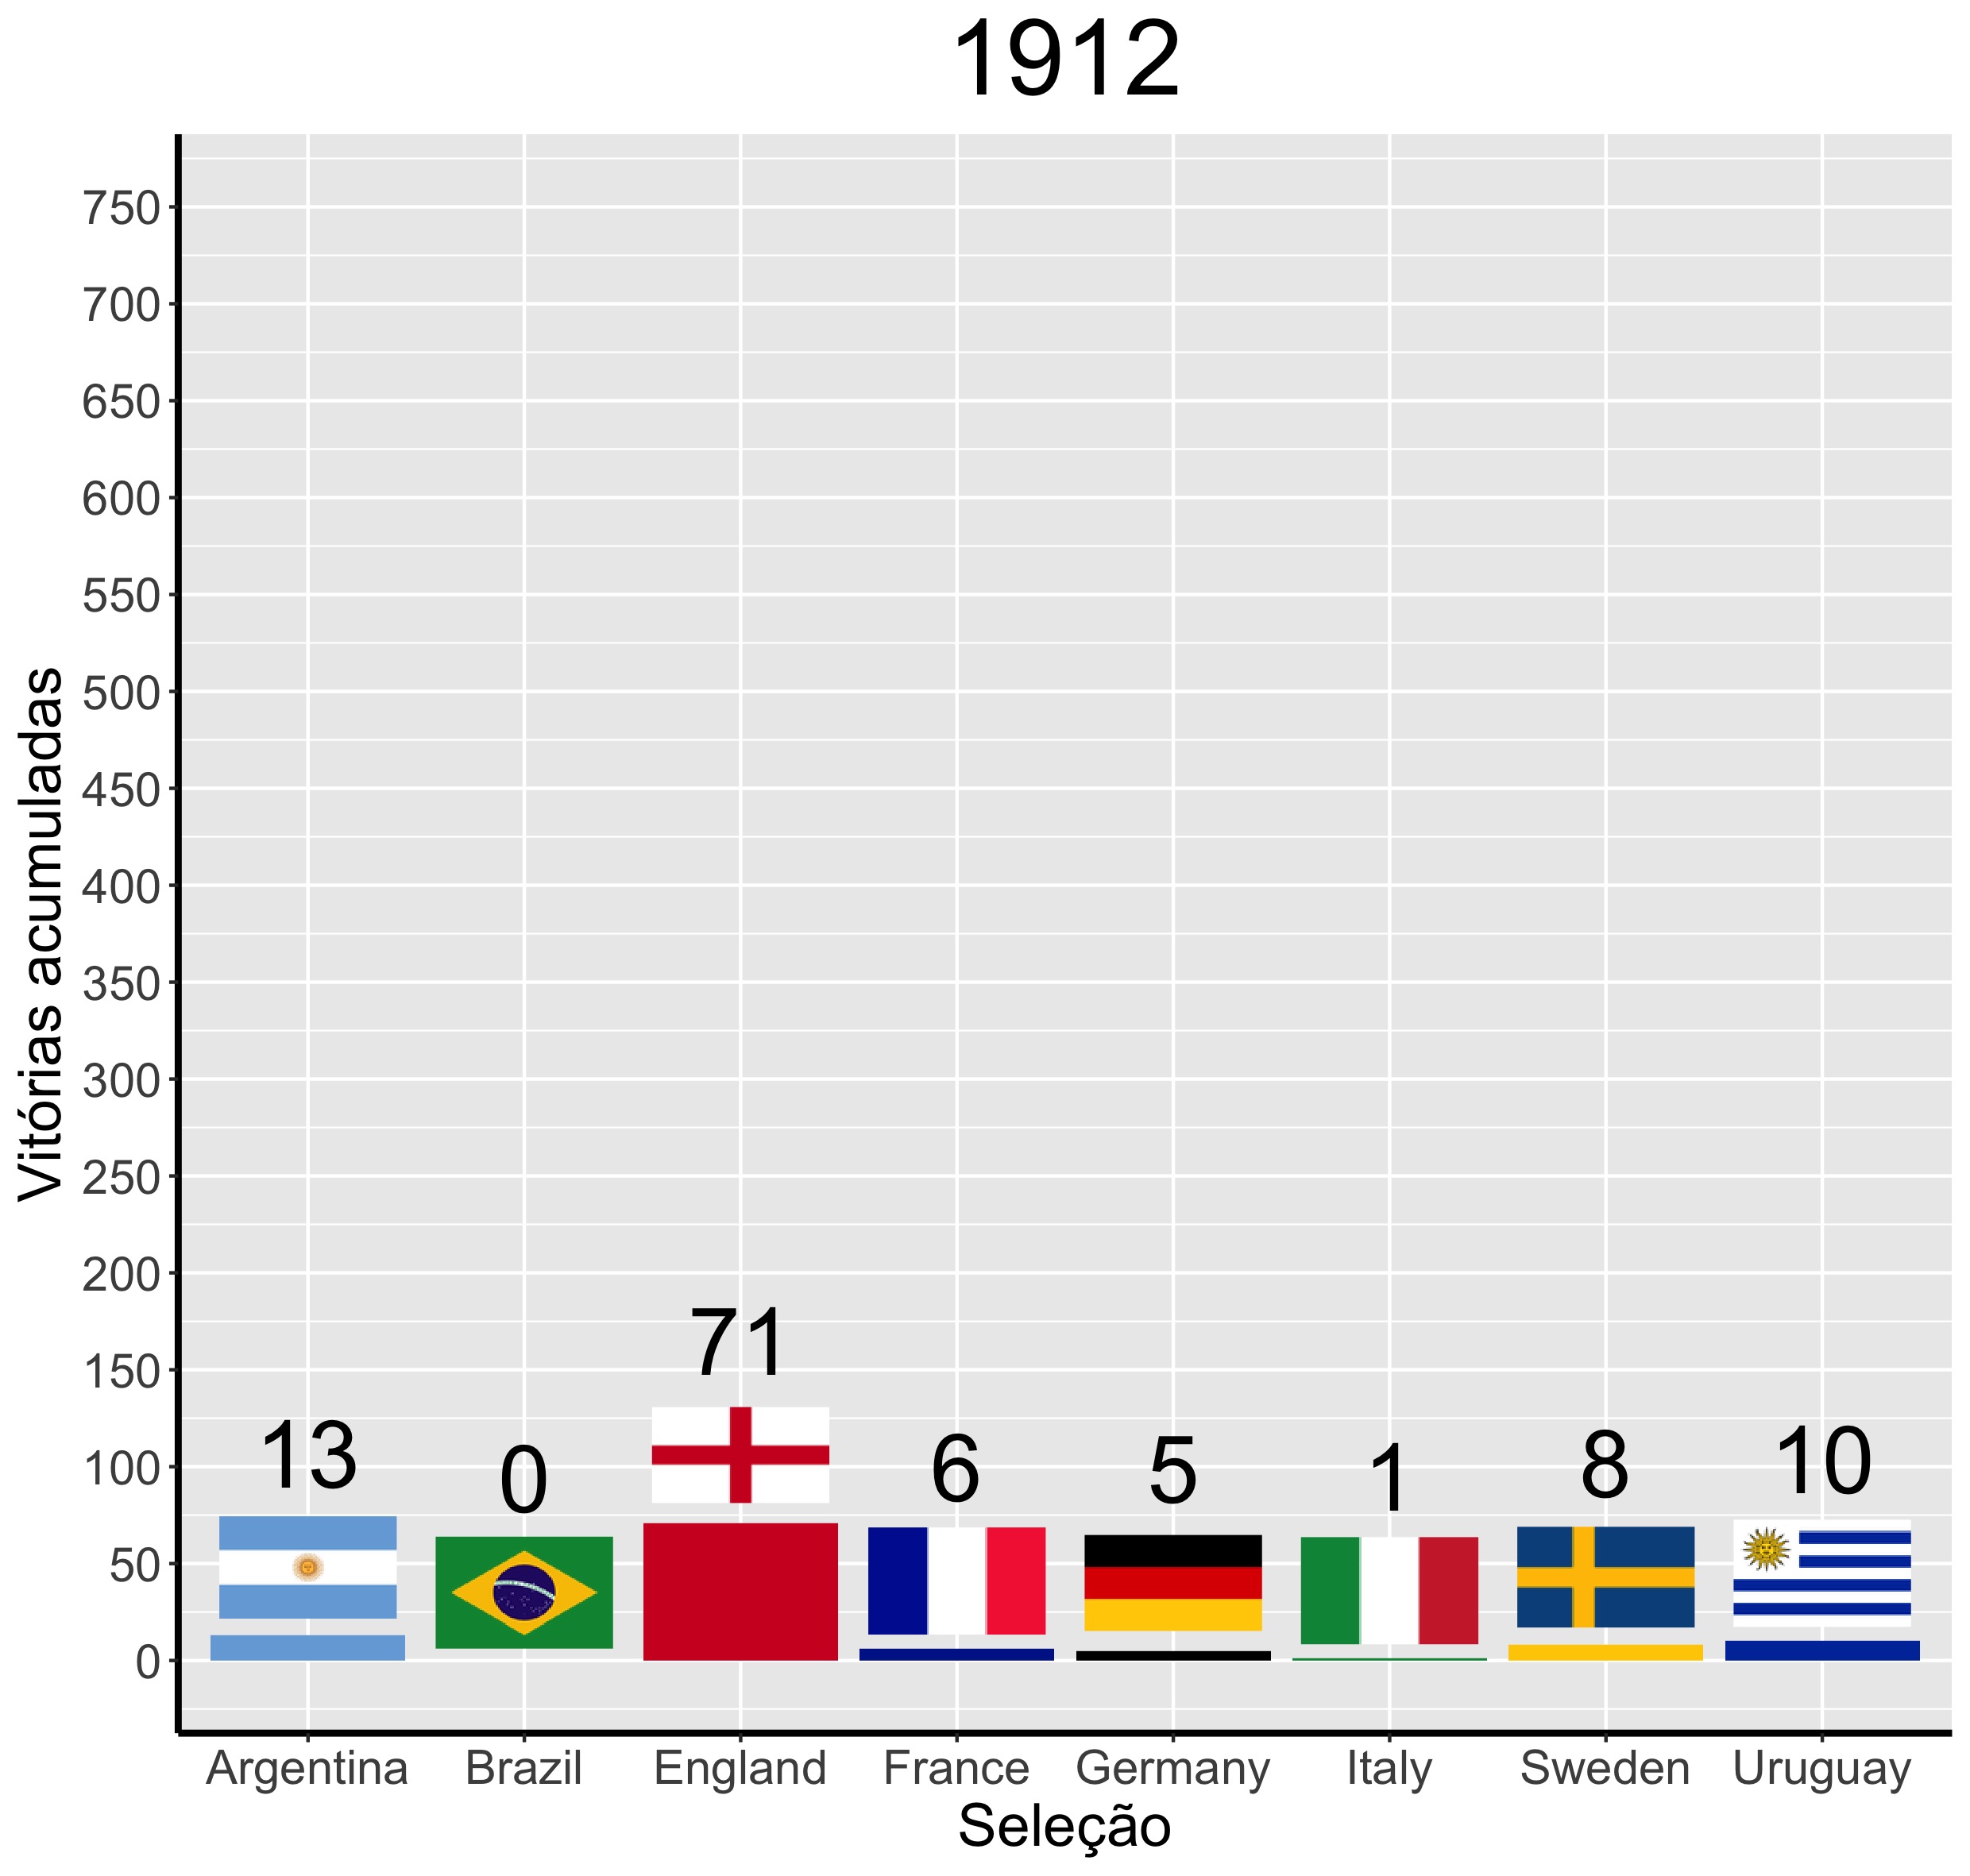 1912
Vitórias acumuladas
750
700
650
600
550
500
450
400
350
300
250
200
150
100
50
0
13
0
71
6
5
1
8
10
Argentina
Brazil
England
France
Germany
Italy
Sweden
Uruguay
Seleção